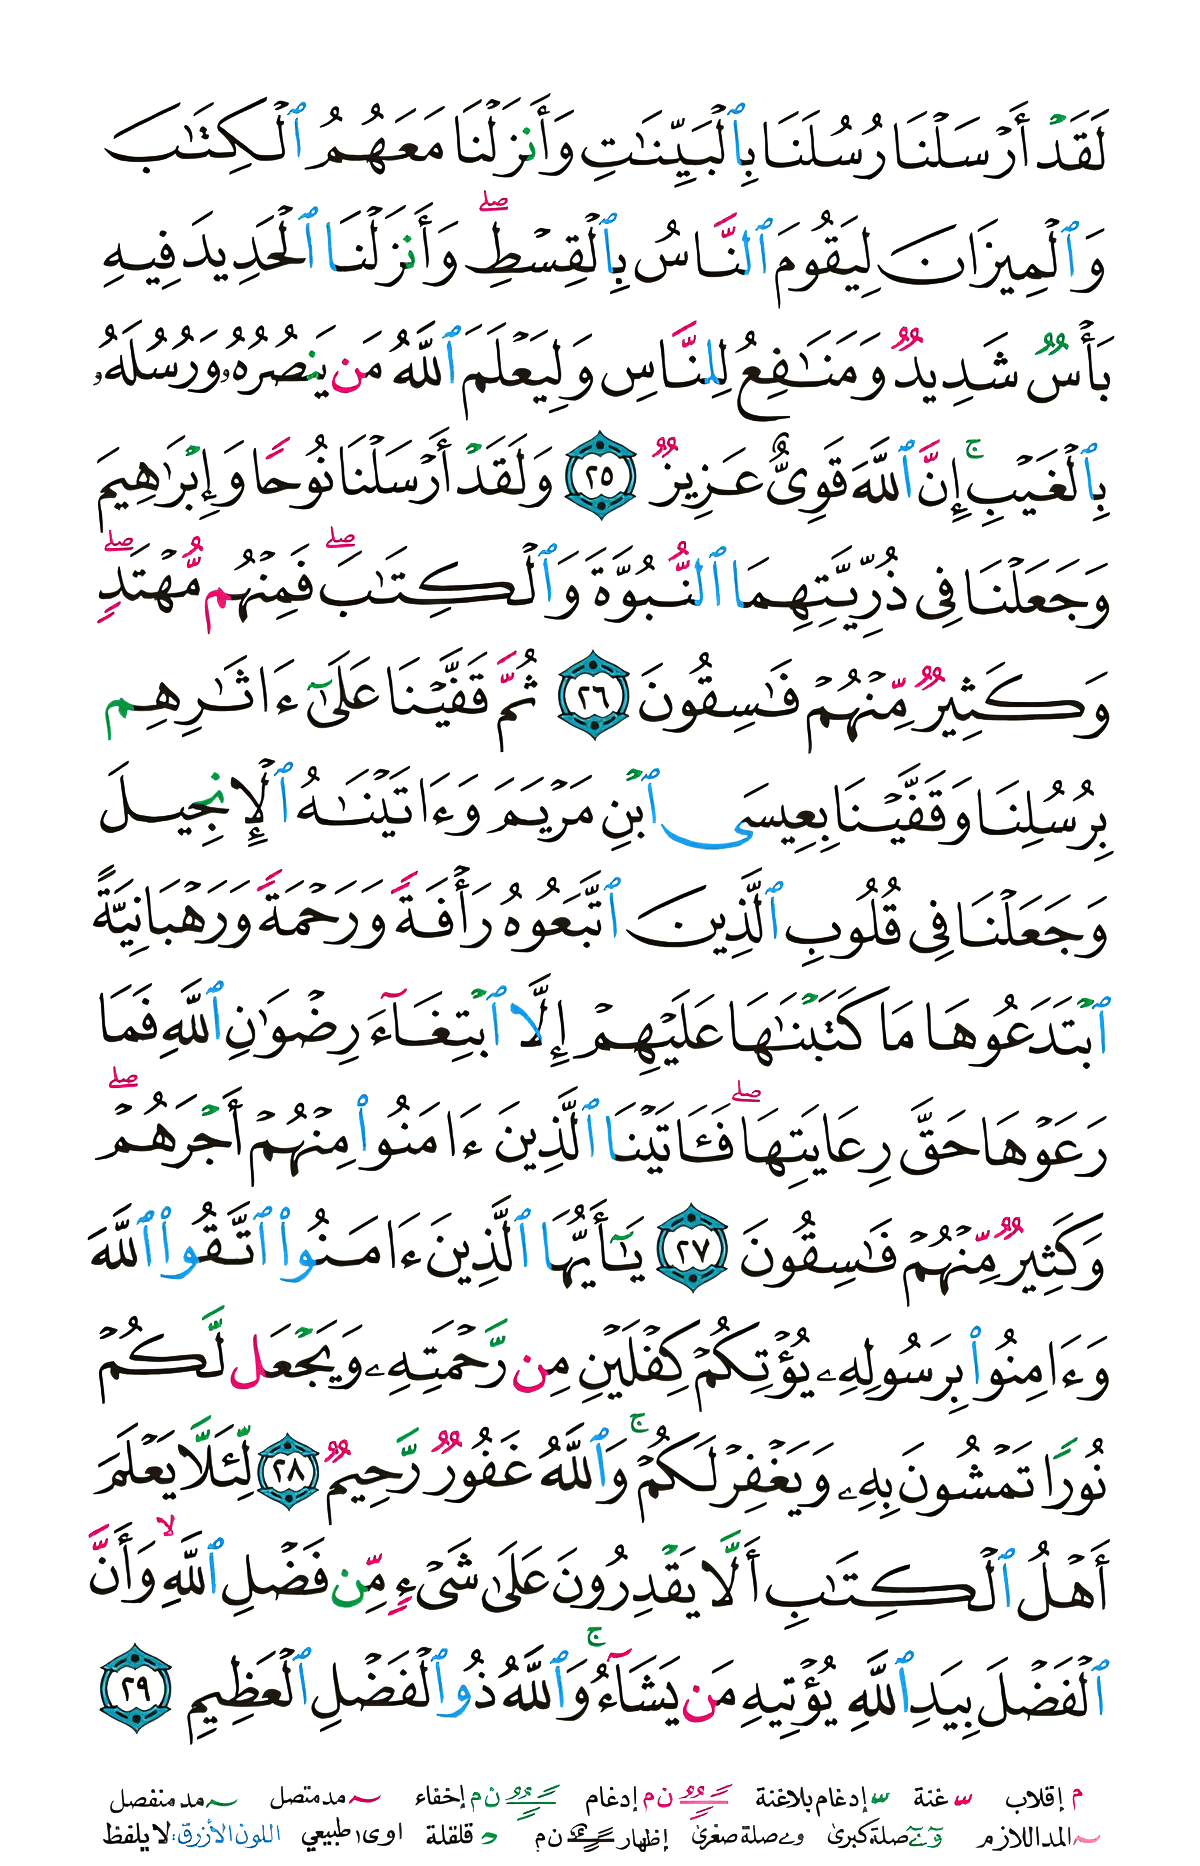 لَقَدْ أَرْسَلْنَا رُسُلَنَا بِٱلْبَيِّنَٰتِ وَأَنزَلْنَا مَعَهُمُ ٱلْكِتَٰبَ
وَٱلْمِيزَانَ لِيَقُومَ ٱلنَّاسُ بِٱلْقِسْطِ ۖ وَأَنزَلْنَا ٱلْحَدِيدَ فِيهِ
بَأْسٌ شَدِيدٌ وَمَنَٰفِعُ لِلنَّاسِ وَلِيَعْلَمَ ٱللَّهُ مَن يَنصُرُهُۥ وَرُسُلَهُۥ
بِٱلْغَيْبِ ۚ إِنَّ ٱللَّهَ قَوِىٌّ عَزِيزٌ ٢٥ وَلَقَدْ أَرْسَلْنَا نُوحًا وَإِبْرَٰهِيمَ
وَجَعَلْنَا فِى ذُرِّيَّتِهِمَا ٱلنُّبُوَّةَ وَٱلْكِتَٰبَ ۖ فَمِنْهُم مُّهْتَدٍ ۖ
وَكَثِيرٌ مِّنْهُمْ فَٰسِقُونَ ٢٦ ثُمَّ قَفَّيْنَا عَلَىٰٓ ءَاثَٰرِهِم
بِرُسُلِنَا وَقَفَّيْنَا بِعِيسَى ٱبْنِ مَرْيَمَ وَءَاتَيْنَٰهُ ٱلْإِنجِيلَ
وَجَعَلْنَا فِى قُلُوبِ ٱلَّذِينَ ٱتَّبَعُوهُ رَأْفَةً وَرَحْمَةً وَرَهْبَانِيَّةً
ٱبْتَدَعُوهَا مَا كَتَبْنَٰهَا عَلَيْهِمْ إِلَّا ٱبْتِغَآءَ رِضْوَٰنِ ٱللَّهِ فَمَا
رَعَوْهَا حَقَّ رِعَايَتِهَا ۖ فَـَٔاتَيْنَا ٱلَّذِينَ ءَامَنُوا۟ مِنْهُمْ أَجْرَهُمْ ۖ
وَكَثِيرٌ مِّنْهُمْ فَٰسِقُونَ ٢٧ يَٰٓأَيُّهَا ٱلَّذِينَ ءَامَنُوا۟ ٱتَّقُوا۟ ٱللَّهَ
وَءَامِنُوا۟ بِرَسُولِهِۦ يُؤْتِكُمْ كِفْلَيْنِ مِن رَّحْمَتِهِۦ وَيَجْعَل لَّكُمْ
نُورًا تَمْشُونَ بِهِۦ وَيَغْفِرْ لَكُمْ ۚ وَٱللَّهُ غَفُورٌ رَّحِيمٌ ٢٨ لِّئَلَّا يَعْلَمَ
أَهْلُ ٱلْكِتَٰبِ أَلَّا يَقْدِرُونَ عَلَىٰ شَىْءٍ مِّن فَضْلِ ٱللَّهِ ۙ وَأَنَّ
ٱلْفَضْلَ بِيَدِ ٱللَّهِ يُؤْتِيهِ مَن يَشَآءُ ۚ وَٱللَّهُ ذُو ٱلْفَضْلِ ٱلْعَظِيمِ ٢٩
م إقلاب غنة إدغام بلاغنة ن م إدغام ن م إخفاء مد متصل مد منفصل
المد اللازم صلة كبرى و ے صلة صغرى إظهار ن م قلقلة ا و ى طبيعي اللون الأزرق: لا يلفظ